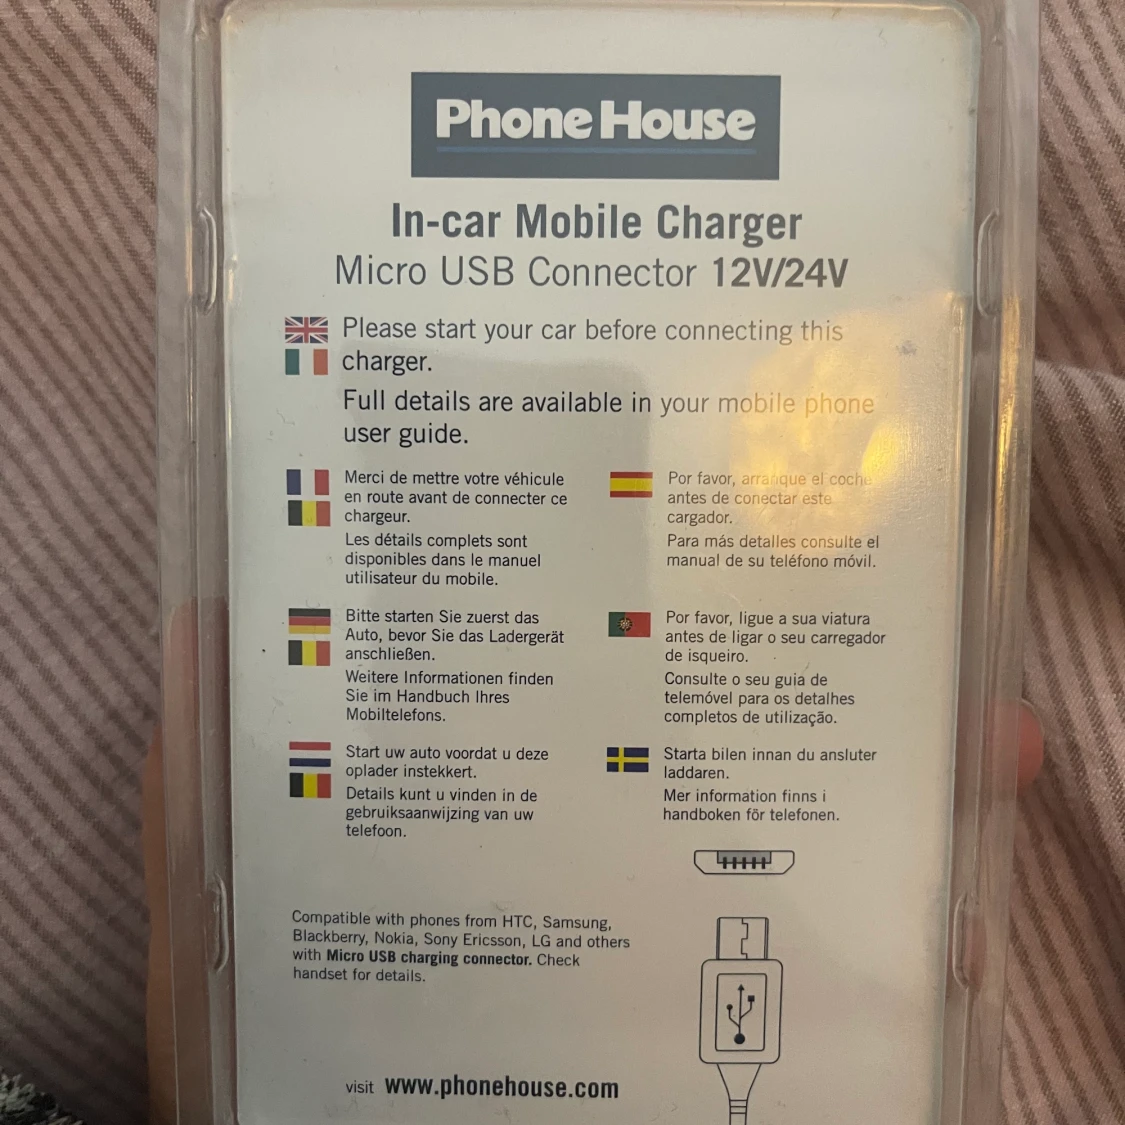 Phone House
In-car Mobile Charger
Micro USB Connector 12V/24V
Please start your car before connecting this
charger.
Full details are available in your mobile phone
user guide.
Merci de mettre votre véhicule
en route avant de connecter ce
chargeur.
Les détails complets sont
disponibles dans le manuel
utilisateur du mobile.
Por favor, arranque el coche
antes de conectar este
cargador.
Para más detalles consulte el
manual de su teléfono móvil.
Bitte starten Sie zuerst das
Auto, bevor Sie das Ladergerät
anschließen.
Weitere Informationen finden
Sie im Handbuch Ihres
Mobiltelefons.
Por favor, ligue a sua viatura
antes de ligar o seu carregador
de isqueiro.
Consulte o seu guia de
telemóvel para os detalhes
completos de utilização.
Start uw auto voordat u deze
oplader instekkert.
Details kunt u vinden in de
gebruiksaanwijzing van uw
telefoon.
Starta bilen innan du ansluter
laddaren.
Mer information finns i
handboken för telefonen.
Compatible with phones from HTC, Samsung,
Blackberry, Nokia, Sony Ericsson, LG and others
with Micro USB charging connector. Check
handset for details.
visit www.phonehouse.com